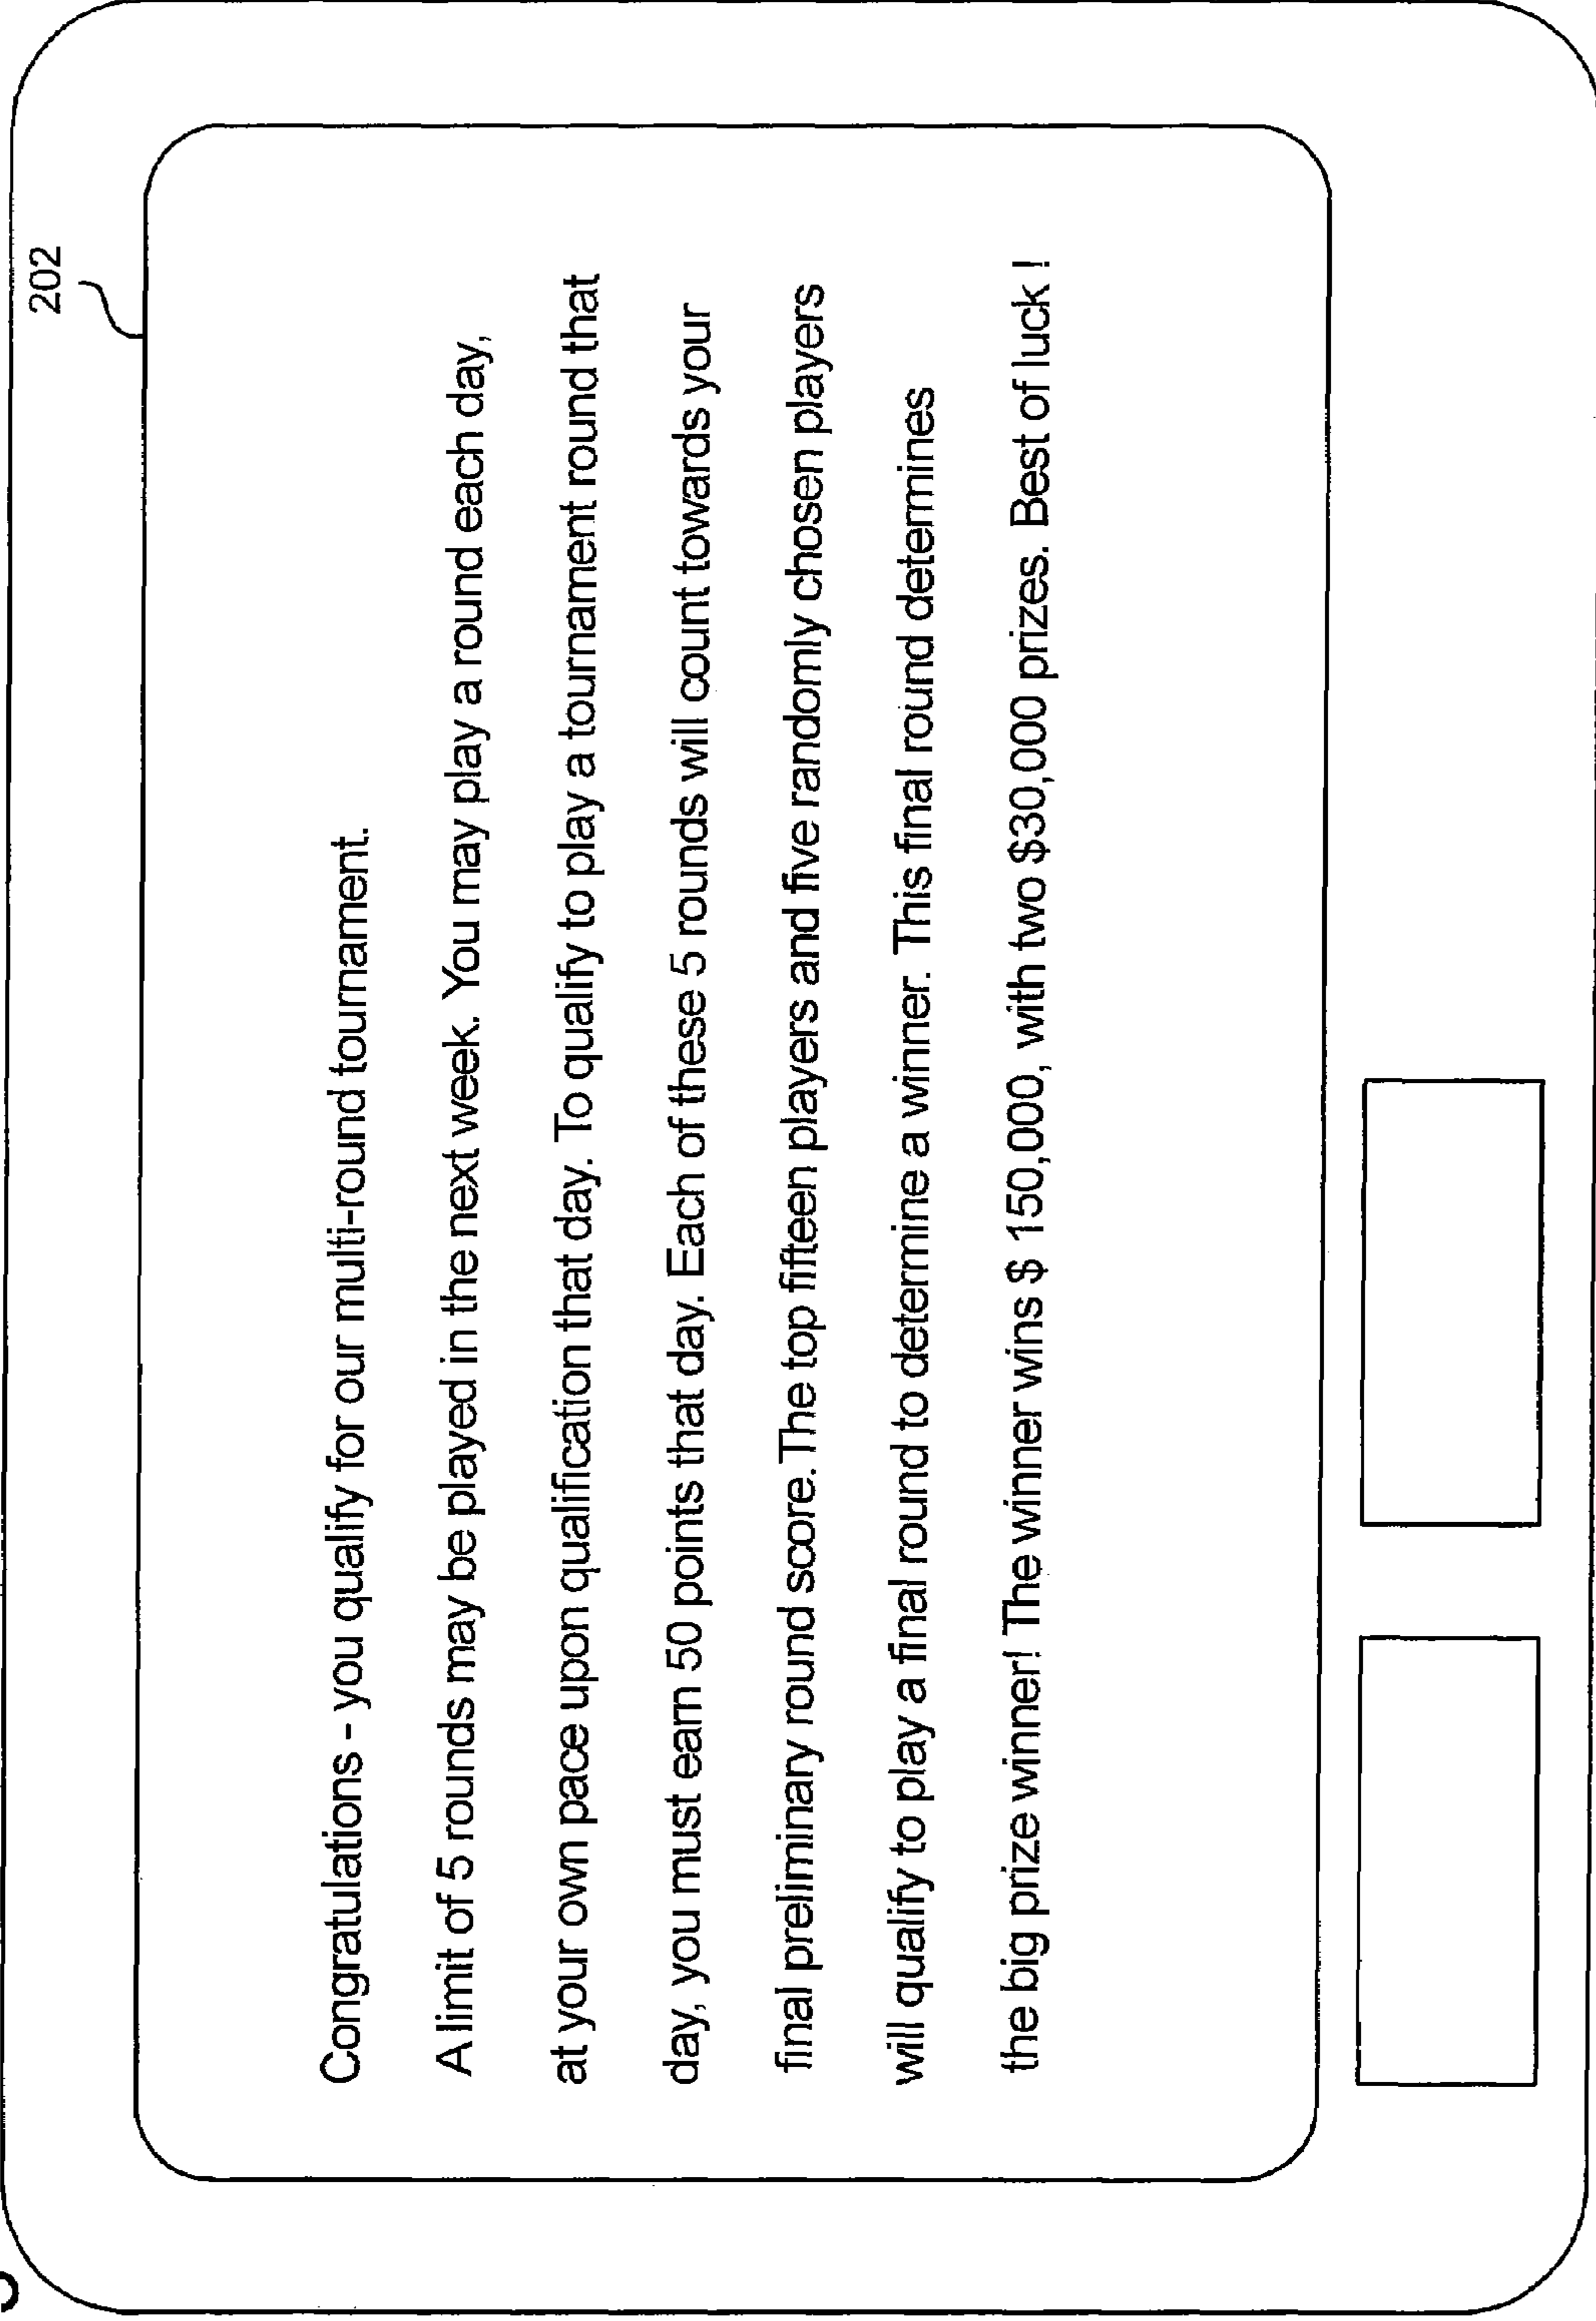 202
Congratulations - you qualify for our multi-round tournament.
A limit of 5 rounds may be played in the next week. You may play a round each day,
at your own pace upon qualification that day. To qualify to play a tournament round that
day, you must earn 50 points that day. Each of these 5 rounds will count towards your
final preliminary round score.The top fifteen players and five randomly chosen players
will qualify to play a final round to determine a winner. This final round determines
the big prize winner! The winner wins $ 150,000, with two $30,000 prizes. Best of luck !